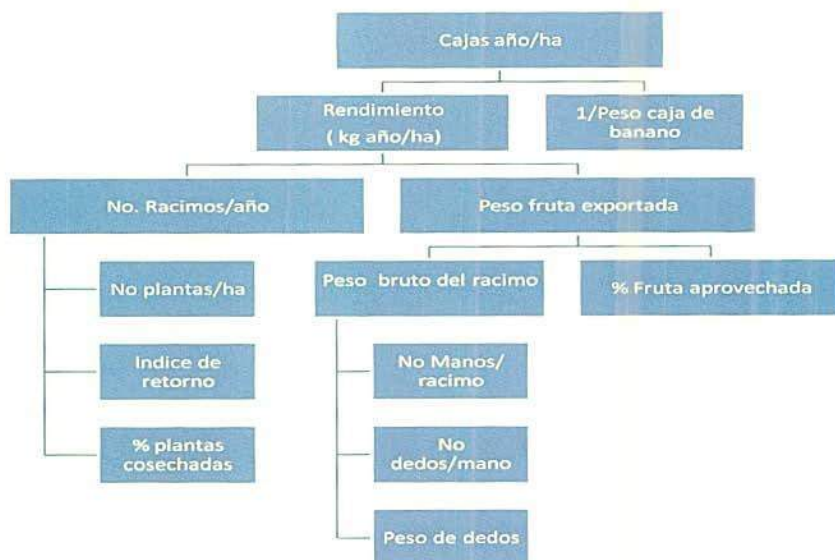 Cajas año/ha
Rendimiento
( kg año/ha)
1/Peso caja de
banano
No. Racimos/año
Peso fruta exportada
No plantas/ha
Indice de
retorno
% plantas
cosechadas
Peso bruto del racimo
% Fruta aprovechada
No Manos/
racimo
No
dedos/mano
Peso de dedos